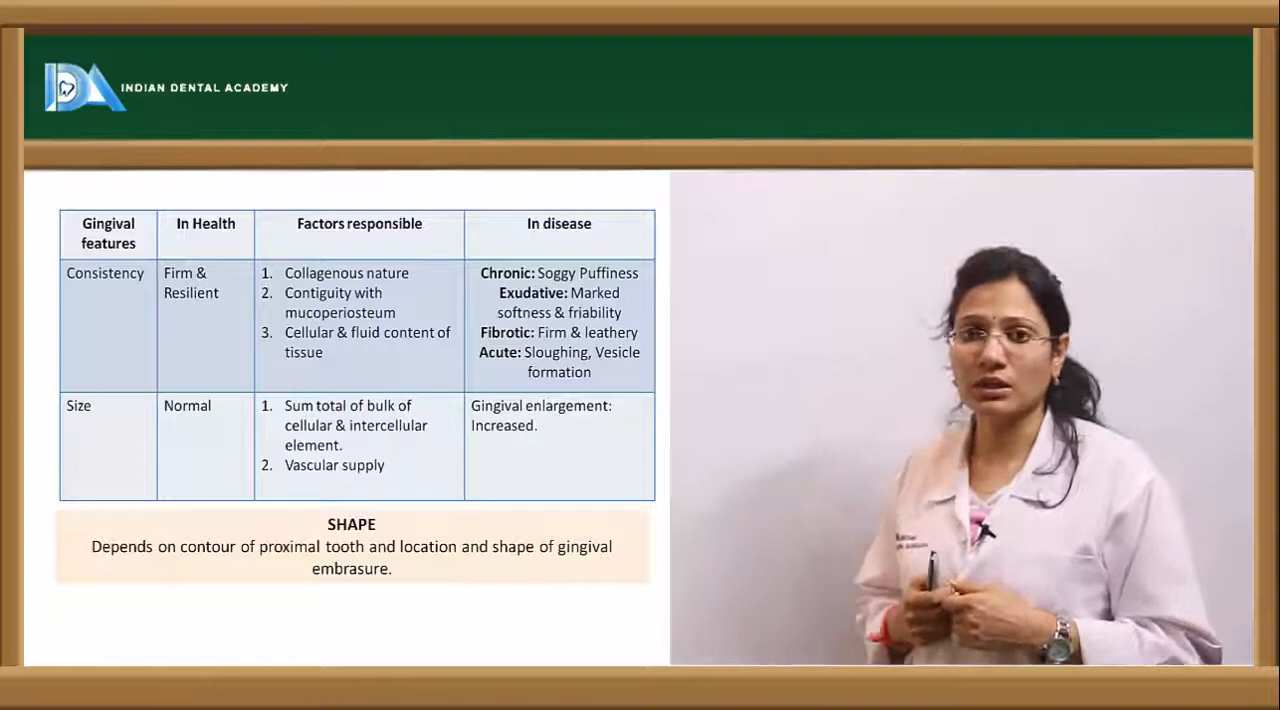 INDIAN DENTAL ACADEMY
Gingival
features
In Health
Factors responsible
In disease
Consistency
Firm &
Resilient
1. Collagenous nature
2. Contiguity with
mucoperiosteum
3. Cellular & fluid content of
tissue
Chronic: Soggy Puffiness
Exudative: Marked
softness & friability
Fibrotic: Firm & leathery
Acute: Sloughing, Vesicle
formation
Size
Normal
1. Sum total of bulk of
cellular & intercellular
element.
2. Vascular supply
Gingival enlargement:
Increased.
SHAPE
Depends on contour of proximal tooth and location and shape of gingival
embrasure.